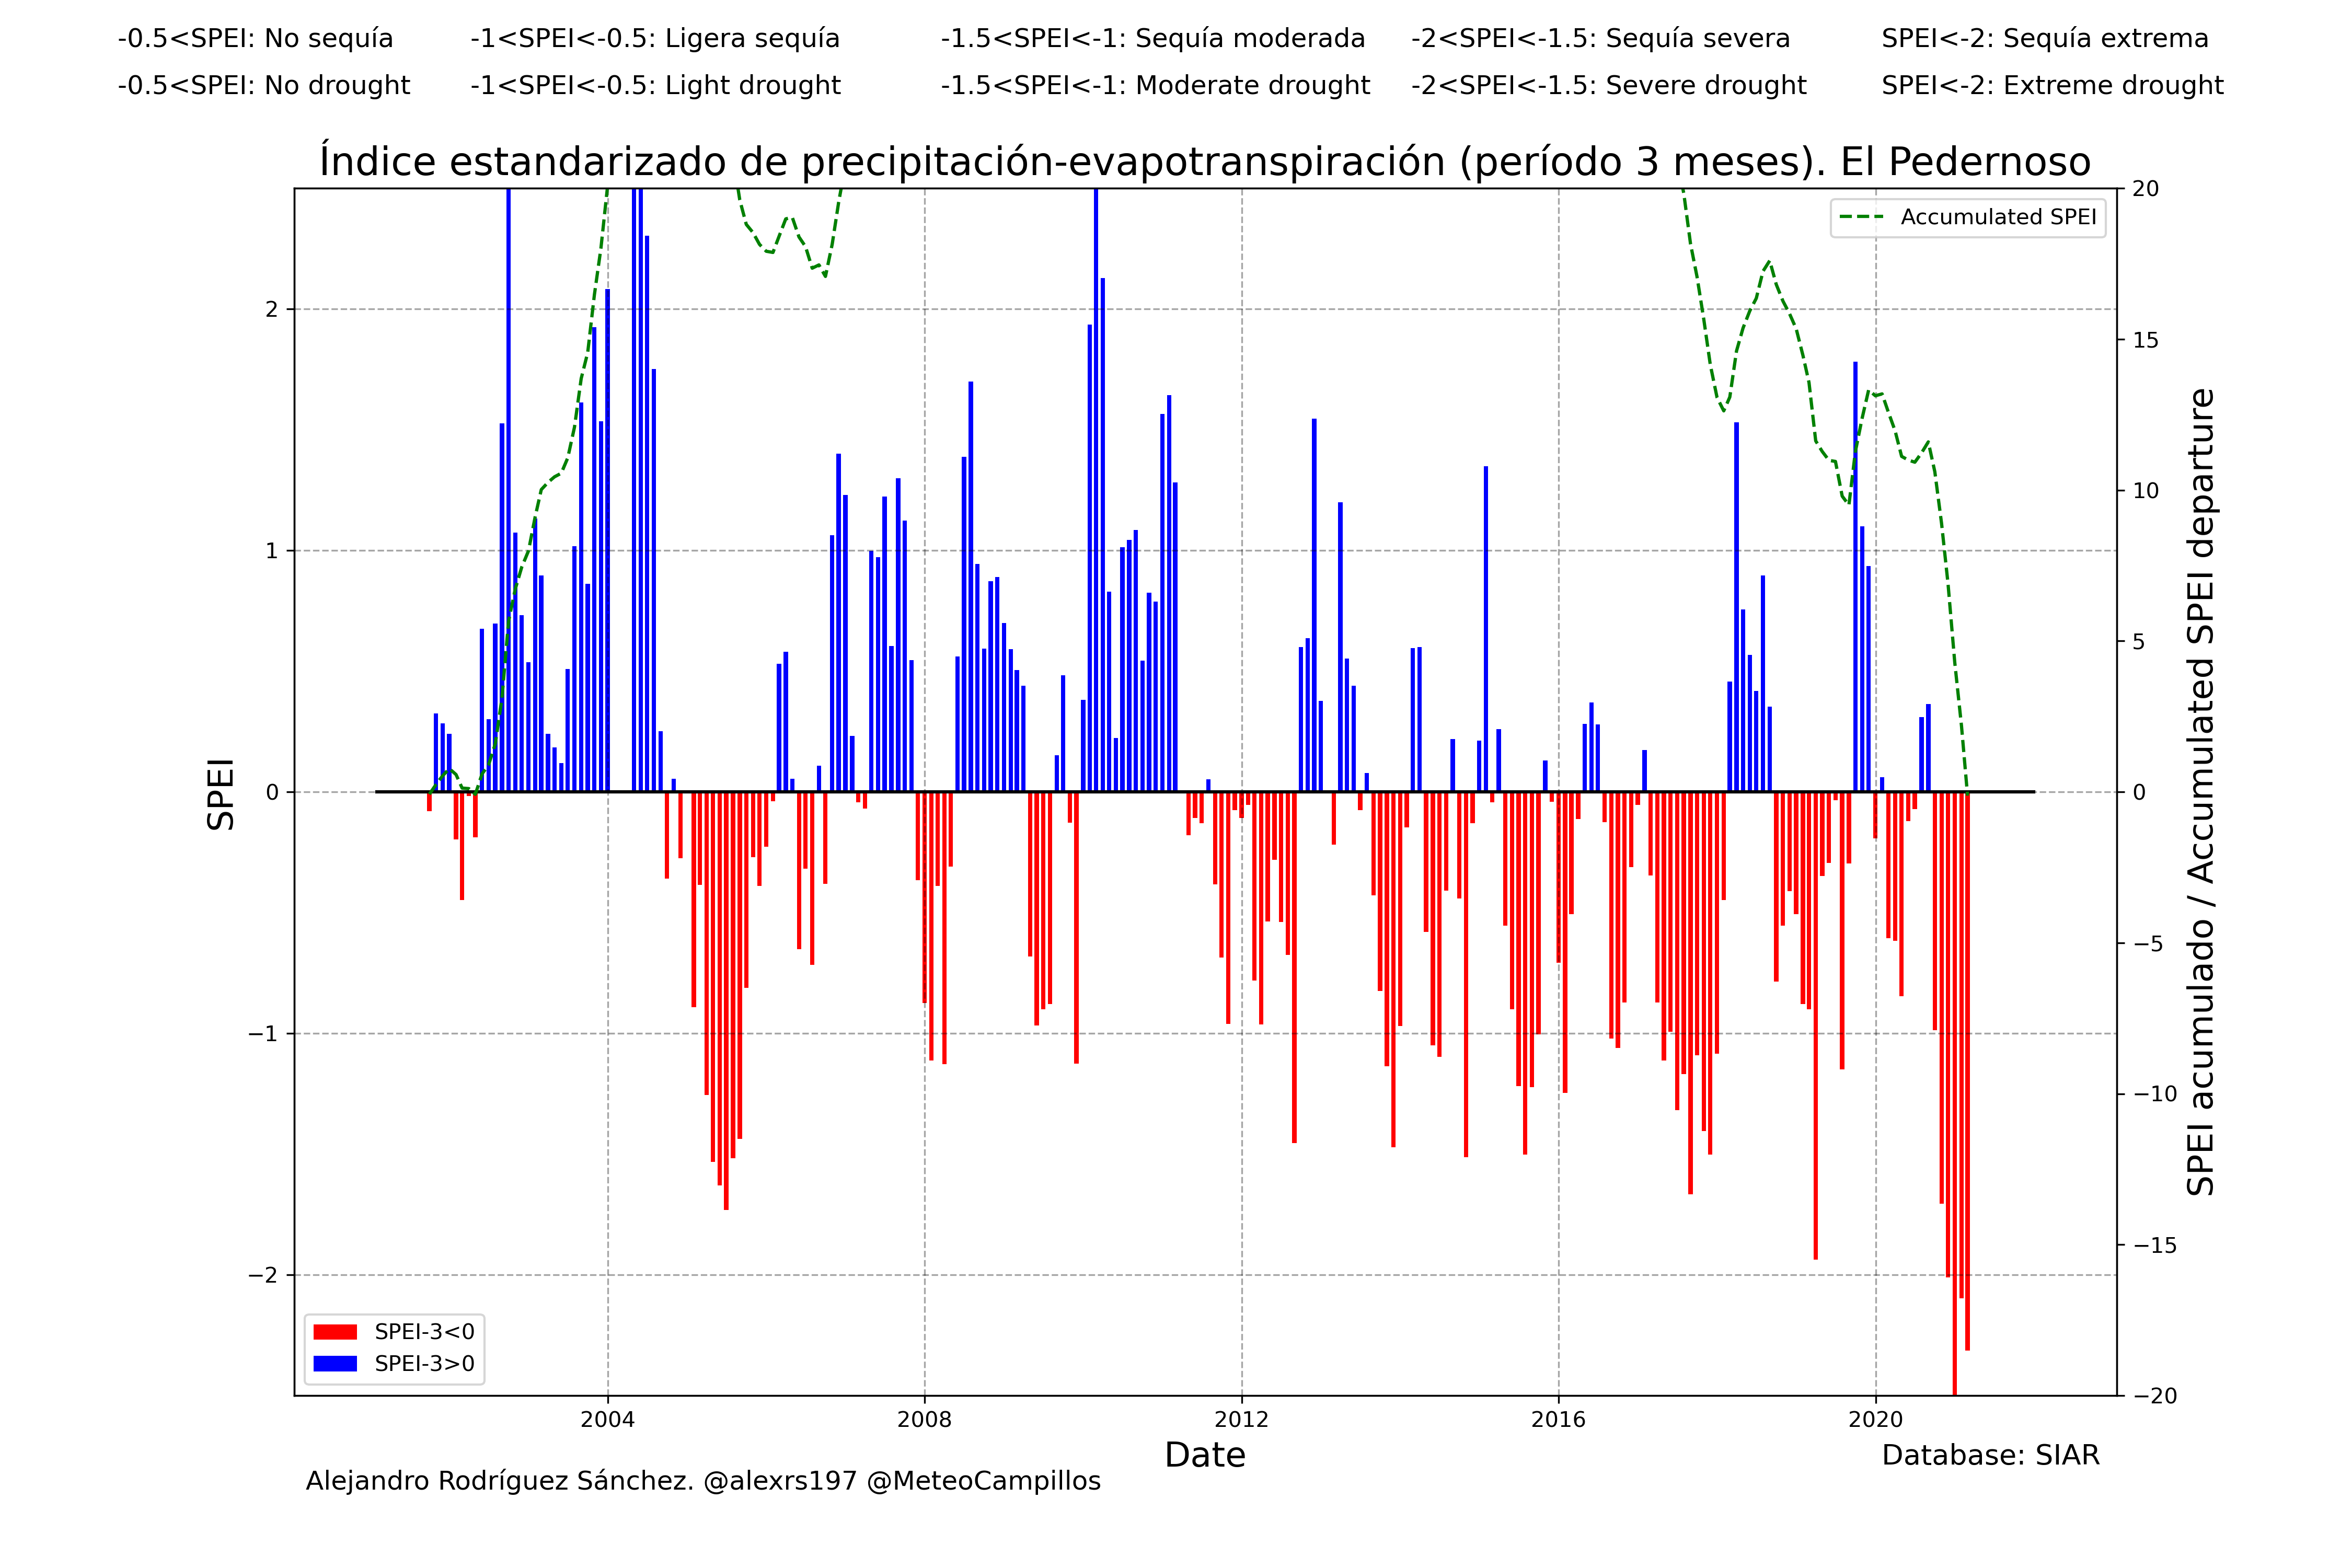 -0.5<SPEI: No sequía -1<SPEI<-0.5: Ligera sequía -1.5<SPEI<-1: Sequía moderada -2<SPEI<-1.5: Sequía severa SPEI<-2: Sequía extrema
-0.5<SPEI: No drought -1<SPEI<-0.5: Light drought -1.5<SPEI<-1: Moderate drought -2<SPEI<-1.5: Severe drought SPEI<-2: Extreme drought
Índice estandarizado de precipitación-evapotranspiración (período 3 meses). El Pedernoso
Accumulated SPEI
SPEI
2
1
0
−1
−2
20
15
10
5
0
−5
−10
−15
−20
SPEI acumulado / Accumulated SPEI departure
SPEI-3<0
SPEI-3>0
2004 2008 2012 2016 2020
Date
Database: SIAR
Alejandro Rodríguez Sánchez. @alexrs197 @MeteoCampillos